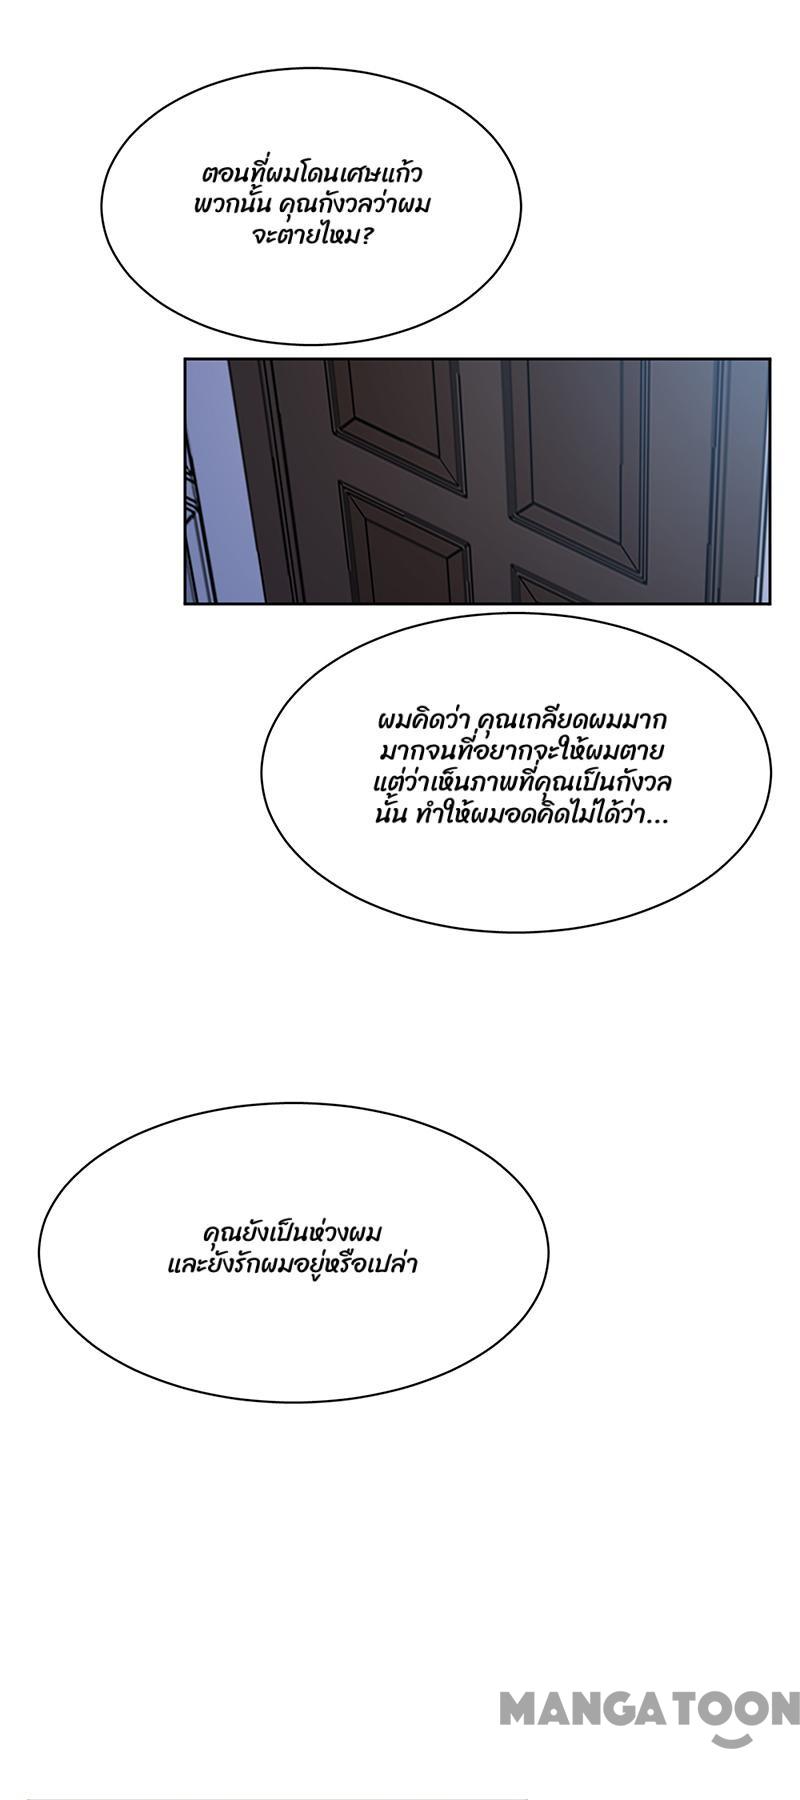 ตอนที่ผมโดนเศษแก้ว
พวกนั้น คุณกังวลว่าผม
จะตายไหม?
ผมคิดว่า คุณเกลียดผมมาก
มากจนที่อยากจะให้ผมตาย
แต่ว่าเห็นภาพที่คุณเป็นกังวล
นั้น ทำให้ผมอดคิดไม่ได้ว่า...
คุณยังเป็นห่วงผม
และยังรักผมอยู่หรือเปล่า
MANGATOON